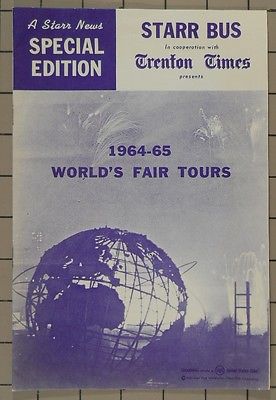 A Starr News
SPECIAL
EDITION
STARR BUS
In cooperation with
Trenton Times
presents
1964-65
WORLD'S FAIR TOURS